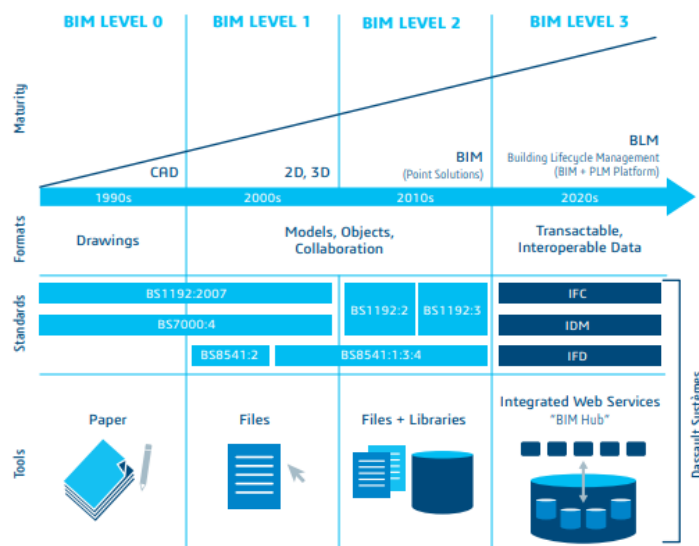 BIM LEVEL 0
BIM LEVEL 1
BIM LEVEL 2
BIM LEVEL 3
Maturity
CAD
2D, 3D
BIM
(Point Solutions)
BLM
Building Lifecycle Management
(BIM + PLM Platform)
1990s
2000s
2010s
2020s
Formats
Drawings
Models, Objects,
Collaboration
Transactable,
Interoperable Data
Standards
BS1192:2007
BS7000:4
BS8541:2
BS8541:1:3:4
BS1192:2
BS1192:3
IFC
IDM
IFD
Tools
Paper
Files
Files + Libraries
Integrated Web Services
"BIM Hub"
Dassault Systèmes